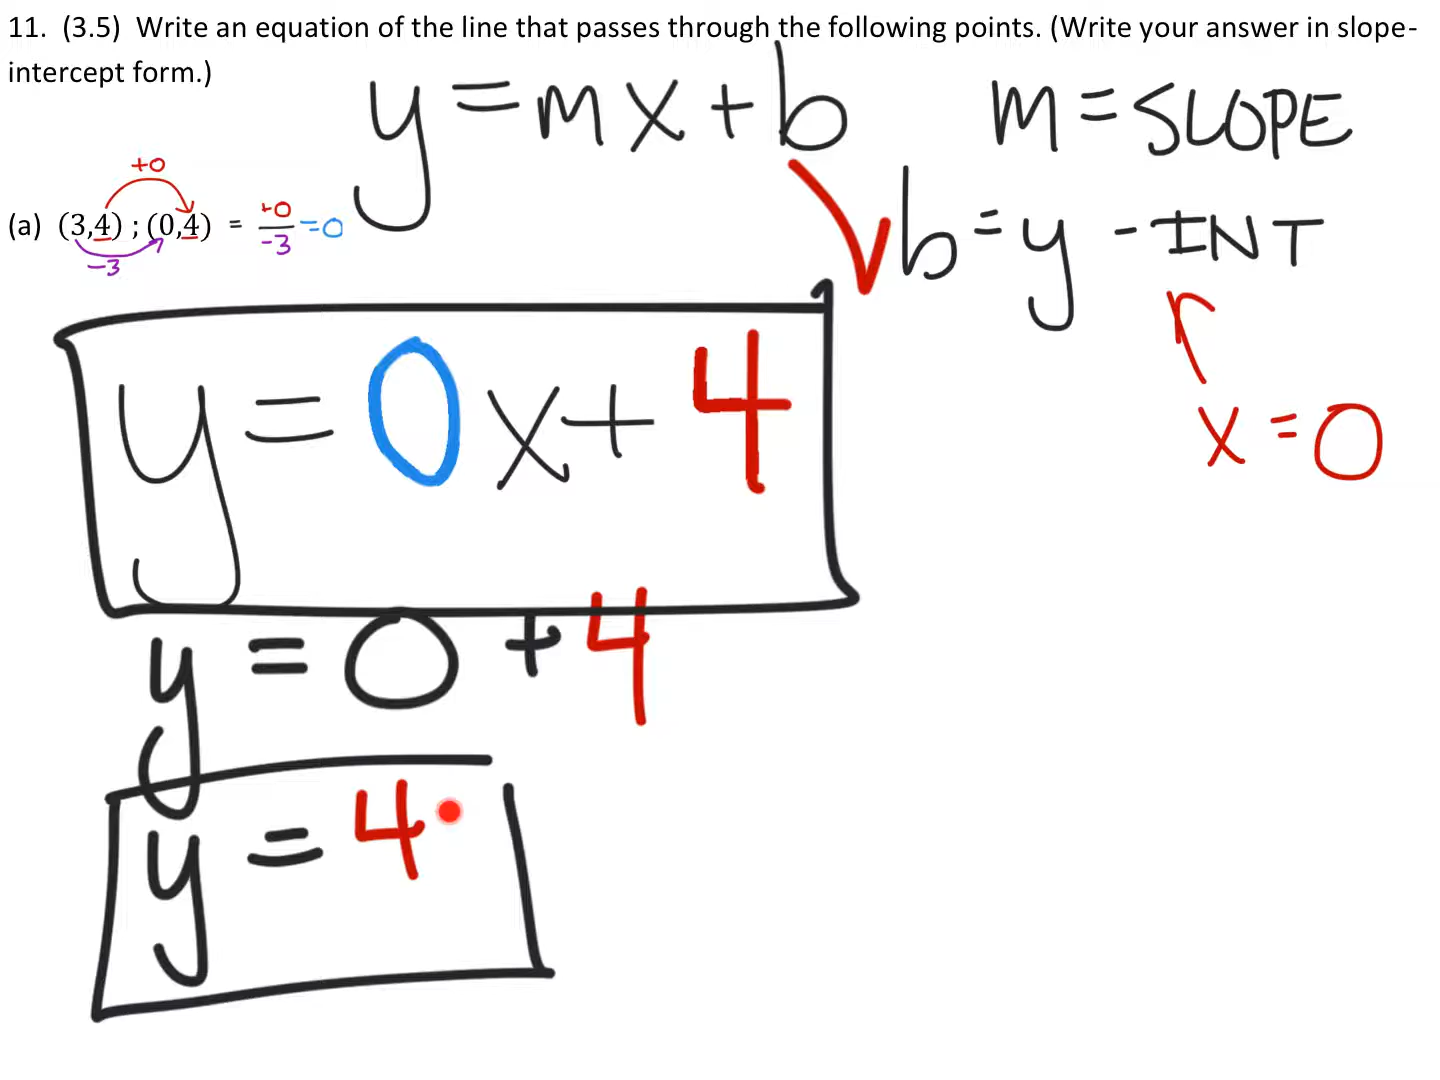 11. (3.5) Write an equation of the line that passes through the following points. (Write your answer in slope-
intercept form.)
y = mx + b
m = SLOPE
+0
(a) (3,4) ; (0,4) = +0/-3 = 0
-3
b = y - INT
y = 0x + 4
x = 0
y = 0 + 4
y = 4